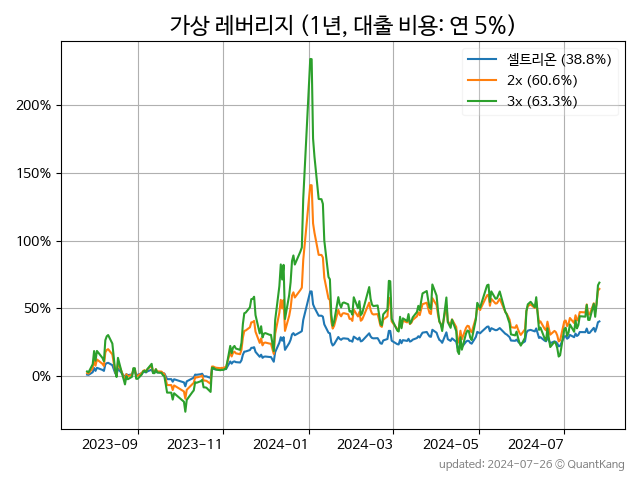 가상 레버리지 (1년, 대출 비용: 연 5%)
셀트리온 (38.8%)
2x (60.6%)
3x (63.3%)
200%
150%
100%
50%
0%
2023-09 2023-11 2024-01 2024-03 2024-05 2024-07
updated: 2024-07-26 © QuantKang